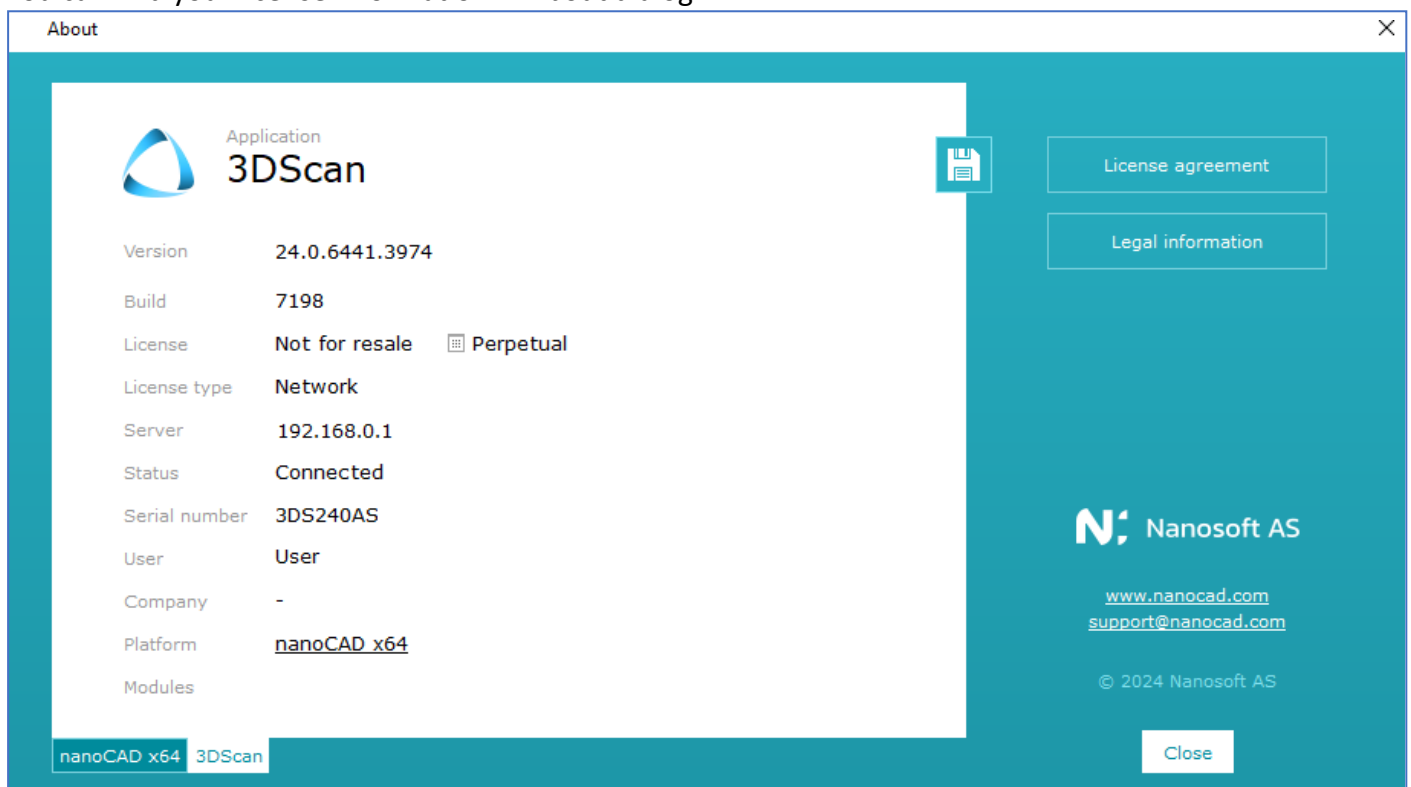 About
Application
3DScan
Version 24.0.6441.3974
Build 7198
License Not for resale Perpetual
License type Network
Server 192.168.0.1
Status Connected
Serial number 3DS240AS
User User
Company -
Platform nanoCAD x64
Modules
nanoCAD x64 3DScan
License agreement
Legal information
N; Nanosoft AS
www.nanocad.com
support@nanocad.com
© 2024 Nanosoft AS
Close